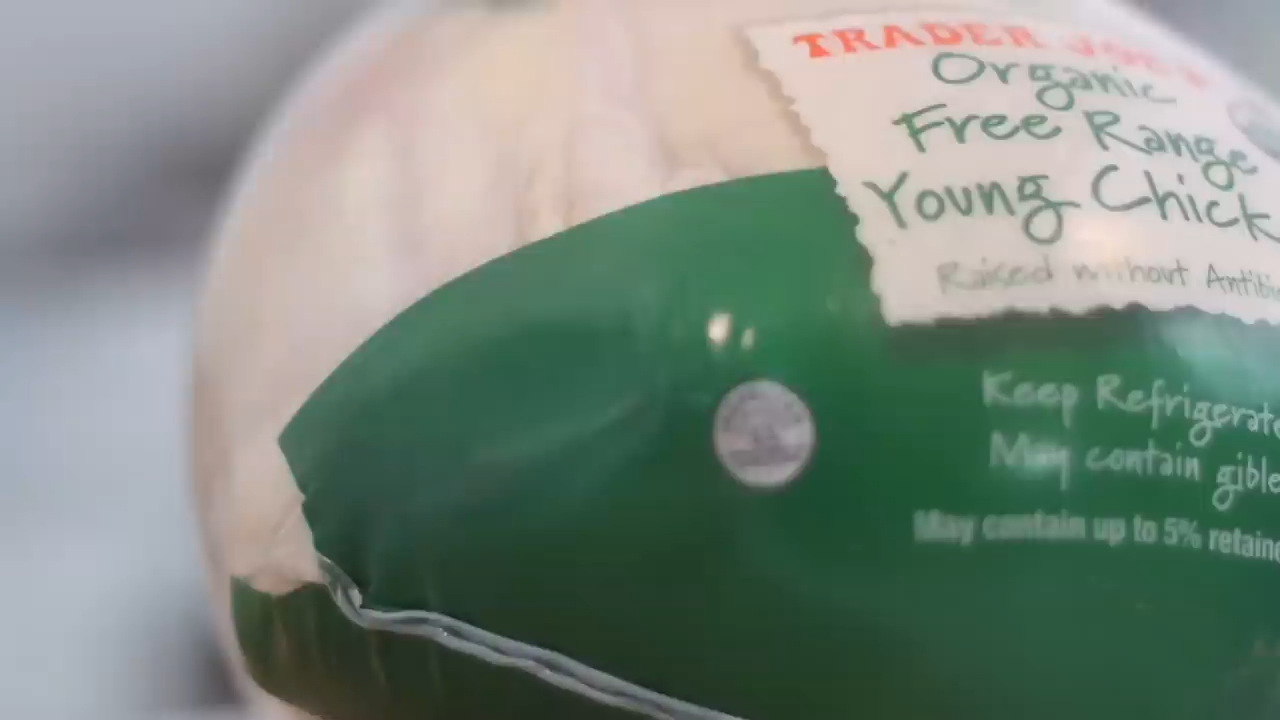 TRADER JOE'S
Organic
Free Range
Young Chick
Raised without Antibi
Keep Refrigerate
May contain gible
May contain up to 5% retain